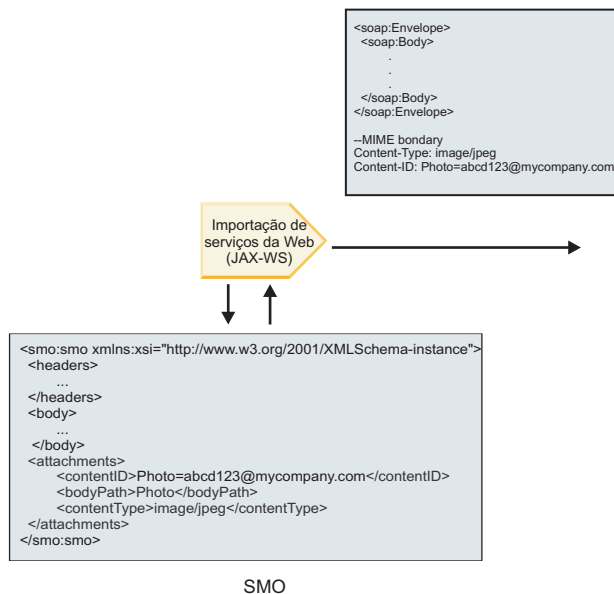 <soap:Envelope>
<soap:Body>
.
.
.
</soap:Body>
</soap:Envelope>
--MIME bondary
Content-Type: image/jpeg
Content-ID: Photo=abcd123@mycompany.com
Importação de
serviços da Web
(JAX-WS)
<smo:smo xmlns:xsi="http://www.w3.org/2001/XMLSchema-instance">
<headers>
...
</headers>
<body>
...
</body>
<attachments>
<contentID>Photo=abcd123@mycompany.com</contentID>
<bodyPath>Photo</bodyPath>
<contentType>image/jpeg</contentType>
</attachments>
</smo:smo>
SMO